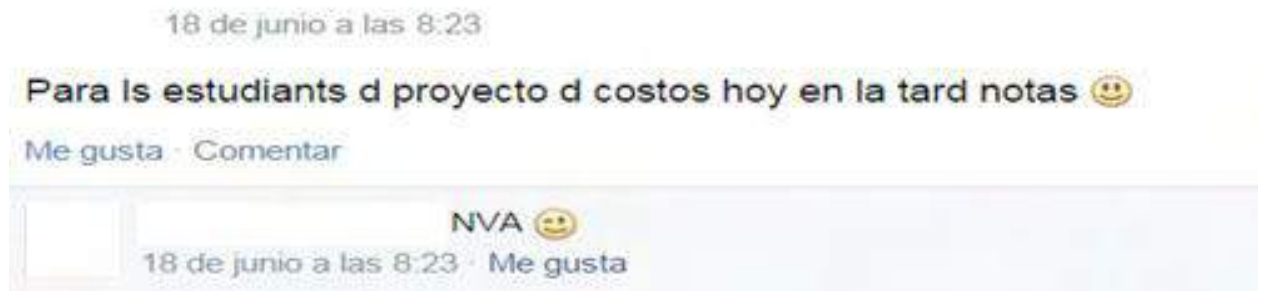 18 de junio a las 8:23
Para ls estudiants d proyecto d costos hoy en la tard notas 🙂
Me gusta · Comentar
NVA 😉
18 de junio a las 8:23 · Me gusta